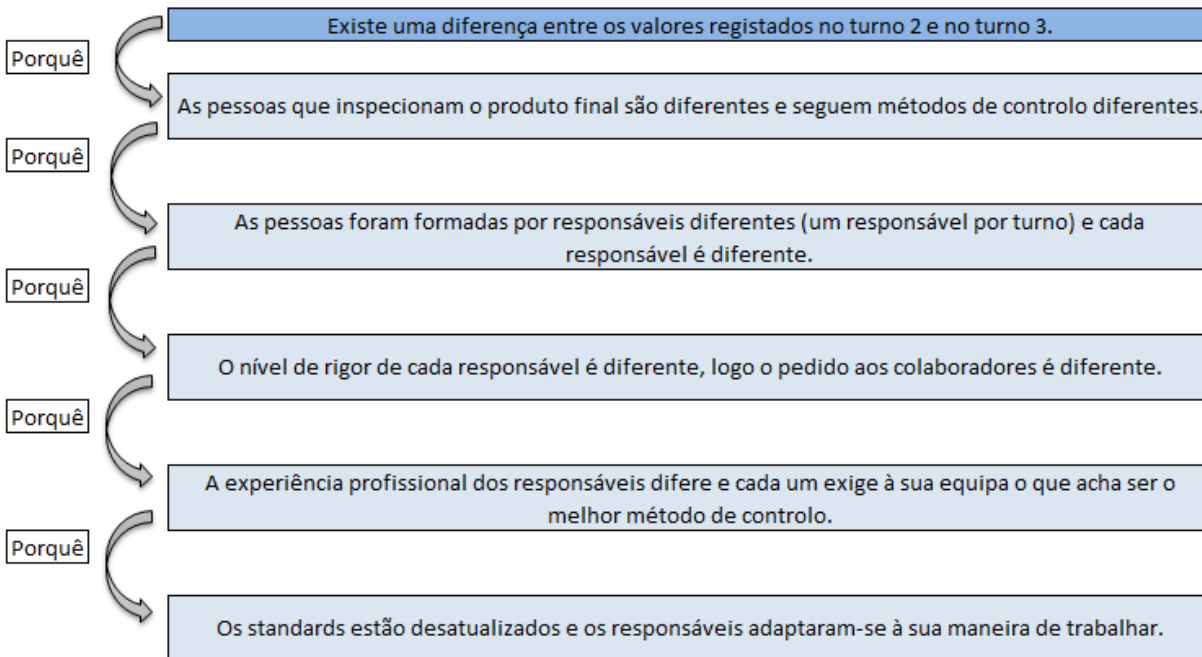 Existe uma diferença entre os valores registados no turno 2 e no turno 3.
Porquê
As pessoas que inspecionam o produto final são diferentes e seguem métodos de controlo diferentes.
Porquê
As pessoas foram formadas por responsáveis diferentes (um responsável por turno) e cada
responsável é diferente.
Porquê
O nível de rigor de cada responsável é diferente, logo o pedido aos colaboradores é diferente.
Porquê
A experiência profissional dos responsáveis difere e cada um exige à sua equipa o que acha ser o
melhor método de controlo.
Porquê
Os standards estão desatualizados e os responsáveis adaptaram-se à sua maneira de trabalhar.